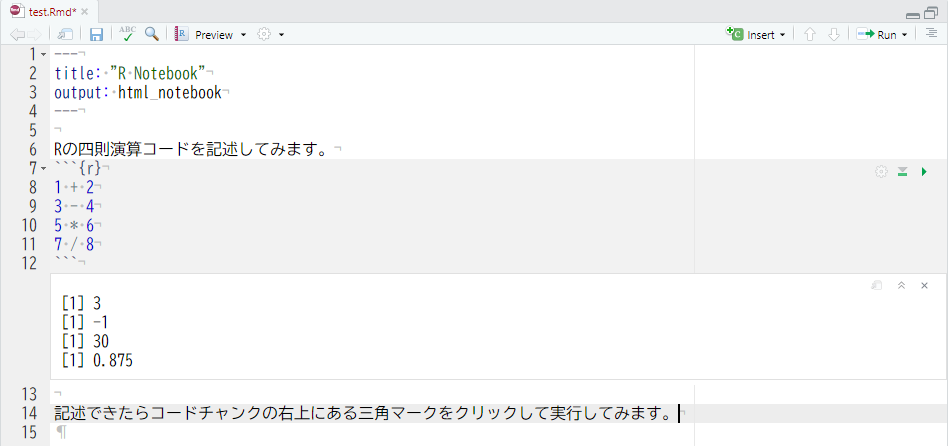 test.Rmd*
ABC
Preview
Insert
Run
1 ---
2 title: "R Notebook"
3 output: html_notebook
4 ---
5
6 Rの四則演算コードを記述してみます。
7 ```{r}
8 1 + 2
9 3 - 4
10 5 * 6
11 7 / 8
12 ```
[1] 3
[1] -1
[1] 30
[1] 0.875
13
14 記述できたらコードチャンクの右上にある三角マークをクリックして実行してみます。
15